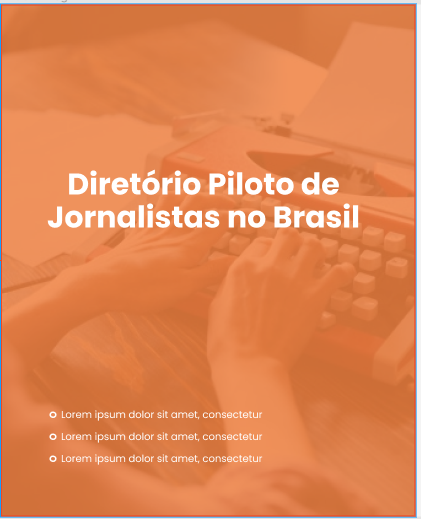 Diretório Piloto de
Jornalistas no Brasil
Lorem ipsum dolor sit amet, consectetur
Lorem ipsum dolor sit amet, consectetur
Lorem ipsum dolor sit amet, consectetur